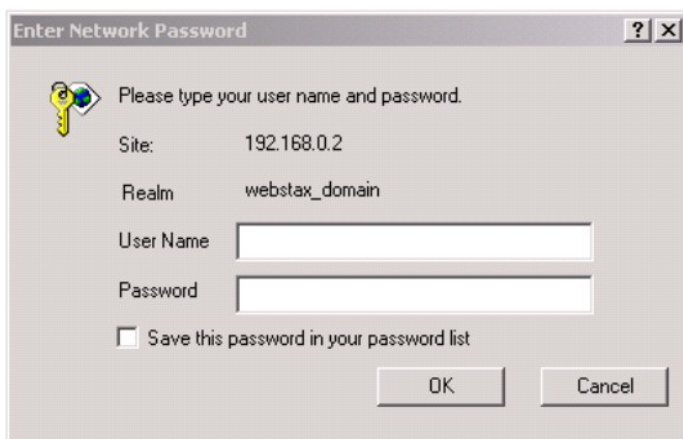 Enter Network Password
? X
Please type your user name and password.
Site: 192.168.0.2
Realm webstax_domain
User Name
Password
Save this password in your password list
OK Cancel